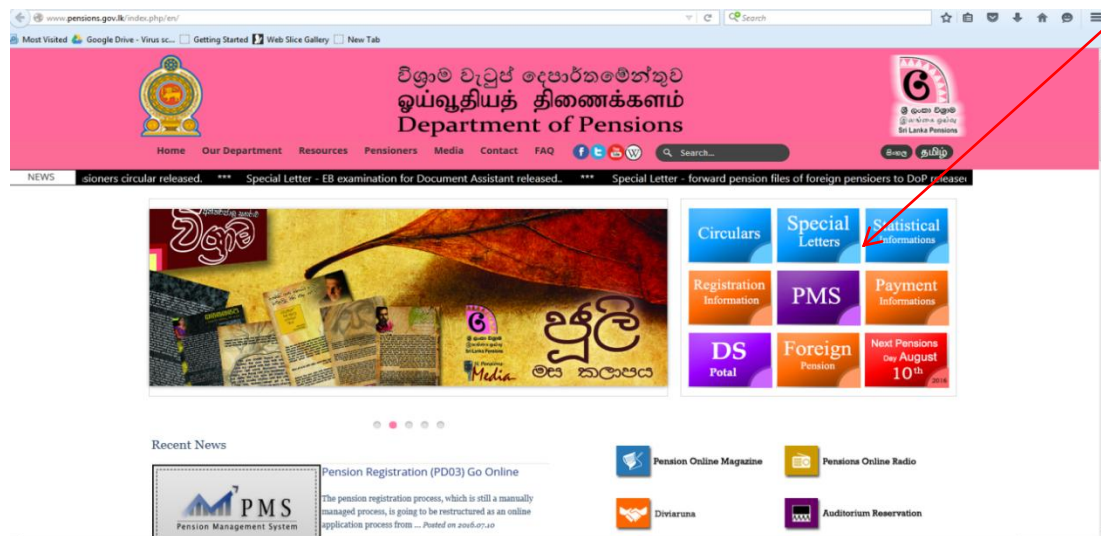 www.pensions.gov.lk/index.php/en/
Search
Most Visited Google Drive - Virus sc... Getting Started Web Slice Gallery New Tab
විශ්‍රාම වැටුප් දෙපාර්තමේන්තුව
ஓய்வூதியத் திணைக்களம்
Department of Pensions
ශ්‍රී ලංකා විශ්‍රාම
Sri Lanka Pensions
Home Our Department Resources Pensioners Media Contact FAQ Search... සිංහල தமிழ்
NEWS sioners circular released. *** Special Letter - EB examination for Document Assistant released.. *** Special Letter - forward pension files of foreign pensioers to DoP released
විශ්‍රාම
Sri Lanka Pensions
Media
ජූලි
මස කලාපය
Circulars
Special
Letters
Statistical
Informations
Registration
Information
PMS
Payment
Informations
DS
Potal
Foreign
Pension
Next Pensions
Day August
10th
2016
Recent News
PMS
Pension Management System
Pension Registration (PD03) Go Online
The pension registration process, which is still a manually
managed process, is going to be restructured as an online
application process from ... Posted on 2016.07.10
Pension Online Magazine
Pensions Online Radio
Diviaruna
Auditorium Reservation